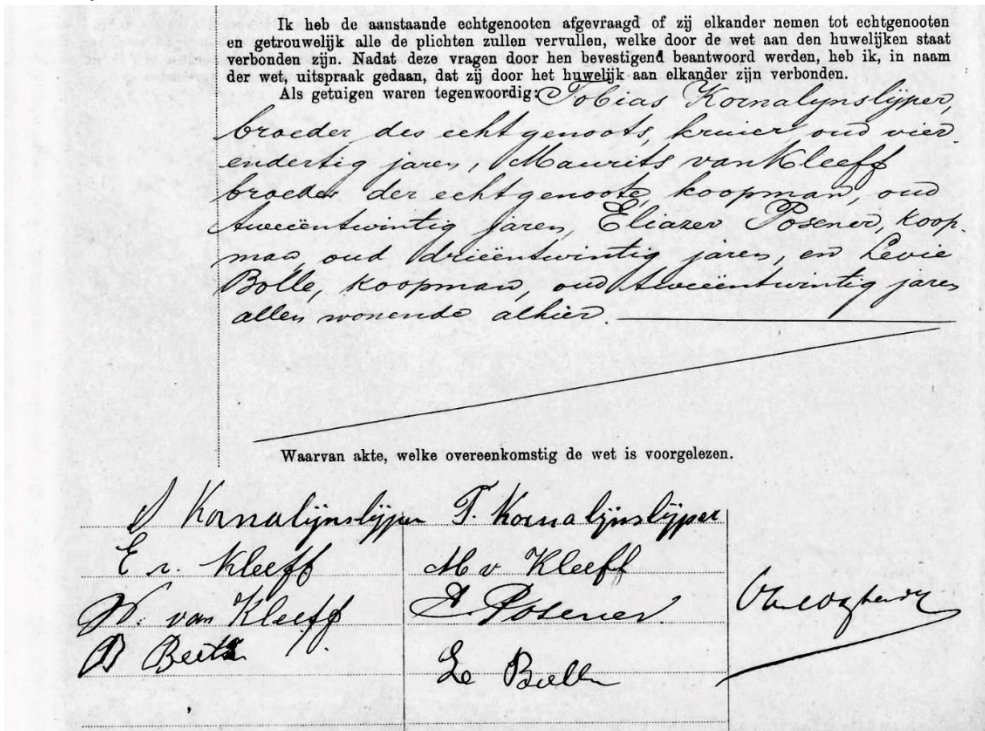 Ik heb de aanstaande echtgenooten afgevraagd of zij elkander nemen tot echtgenooten
en getrouwelijk alle de plichten zullen vervullen, welke door de wet aan den huwelijken staat
verbonden zijn. Nadat deze vragen door hen bevestigend beantwoord werden, heb ik, in naam
der wet, uitspraak gedaan, dat zij door het huwelijk aan elkander zijn verbonden.
Als getuigen waren tegenwoordig: Tobias Kornalijnslijper,
broeder des echtgenoots, kruier oud vier
endertig jaren, Maurits van Kleeff
broeder der echtgenoote, koopman, oud
tweeëntwintig jaren, Eliazer Posener, koop-
man, oud drieëntwintig jaren, en Levie
Bolle, koopman, oud tweeëntwintig jaren
allen wonende alhier.
Waarvan akte, welke overeenkomstig de wet is voorgelezen.
S Kornalijnslijper T. Kornalijnslijper
E v. Kleeff M v Kleeff
W. van Kleeff E. Posener
B Le Bolle